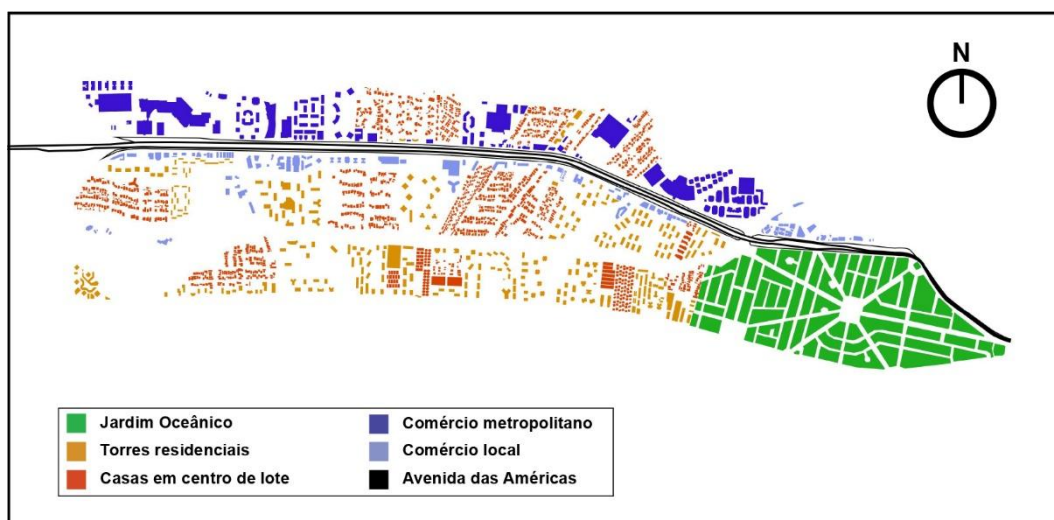 N
Jardim Oceânico
Comércio metropolitano
Torres residenciais
Comércio local
Casas em centro de lote
Avenida das Américas